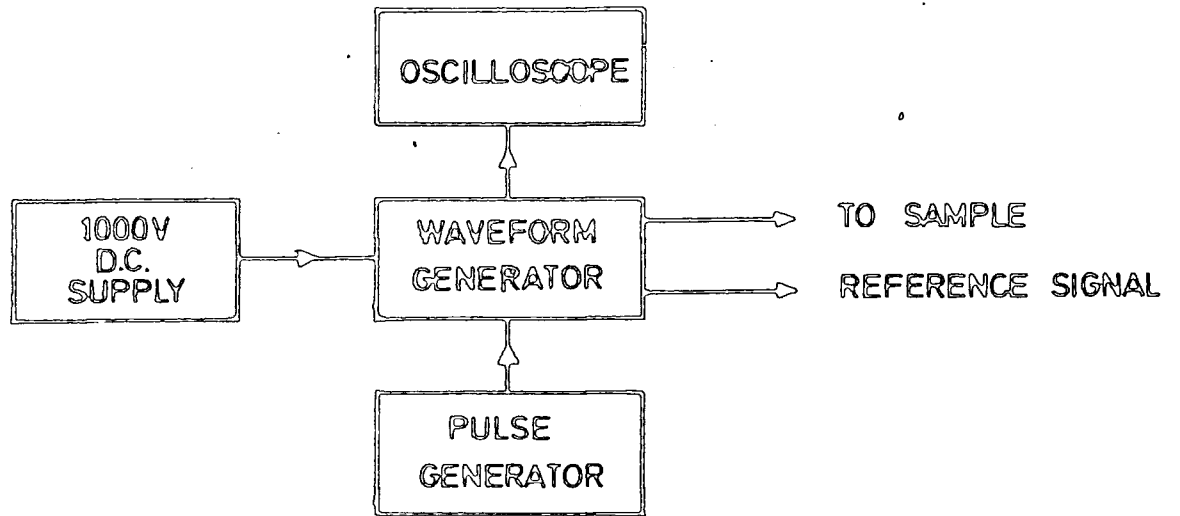 OSCILLOSCOPE
1000V
D.C.
SUPPLY
WAVEFORM
GENERATOR
TO SAMPLE
REFERENCE SIGNAL
PULSE
GENERATOR